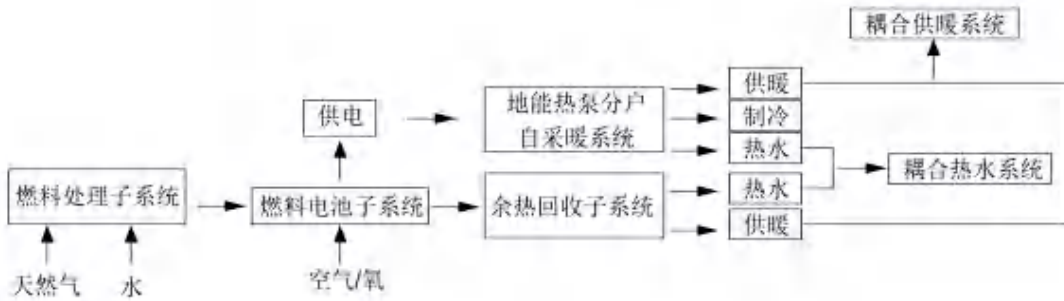 耦合供暖系统
供暖
供电
地能热泵分户
自采暖系统
制冷
热水
耦合热水系统
燃料处理子系统
燃料电池子系统
余热回收子系统
热水
供暖
天然气
水
空气/氧